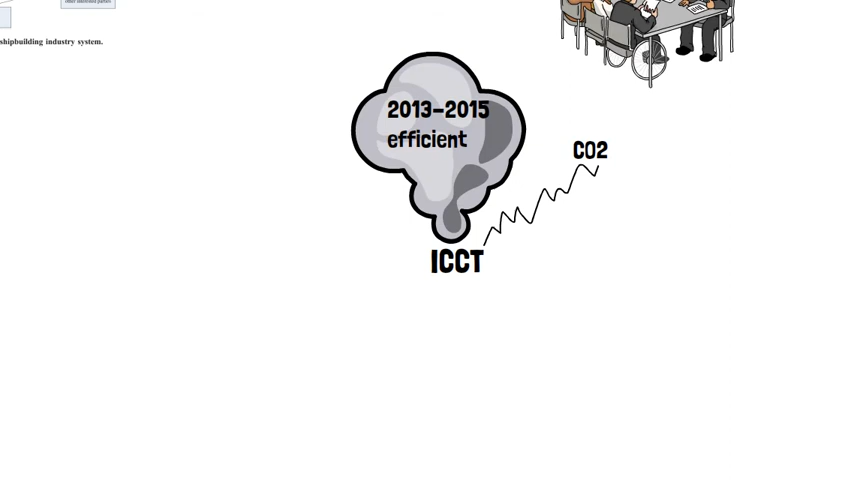 shipbuilding industry system.
2013-2015
efficient
CO2
ICCT